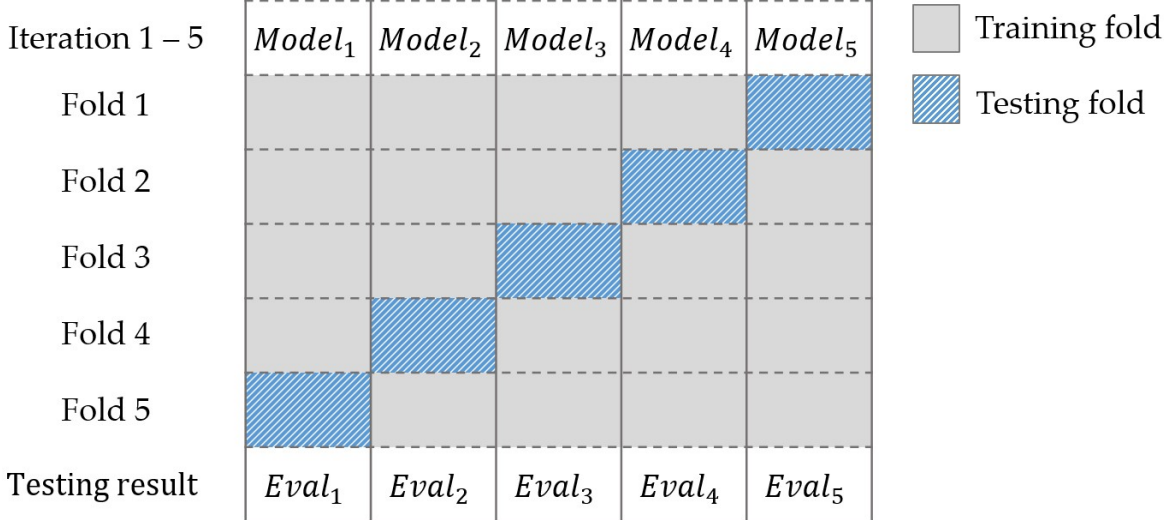 Iteration 1 – 5 Model₁ Model₂ Model₃ Model₄ Model₅
Training fold
Fold 1
Testing fold
Fold 2
Fold 3
Fold 4
Fold 5
Testing result Eval₁ Eval₂ Eval₃ Eval₄ Eval₅